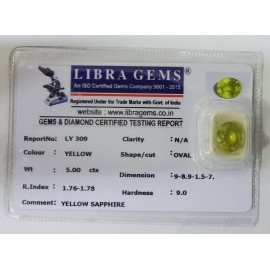 LIBRA GEMS
An ISO Certified Gems Company 9001 - 2015
Registered Under the Trade Mark with Govt. of India
website : www.libragems.co.in
GEMS & DIAMOND CERTIFIED TESTING REPORT
ReportNo: LY 309 Clarity : N/A
Colour : YELLOW Shape/cut : OVAL
Wt : 5.00 cts Dimension : 9-8.9-1.5-7.
R.Index : 1.76-1.78 Hardness : 9.0
Comment : YELLOW SAPPHIRE